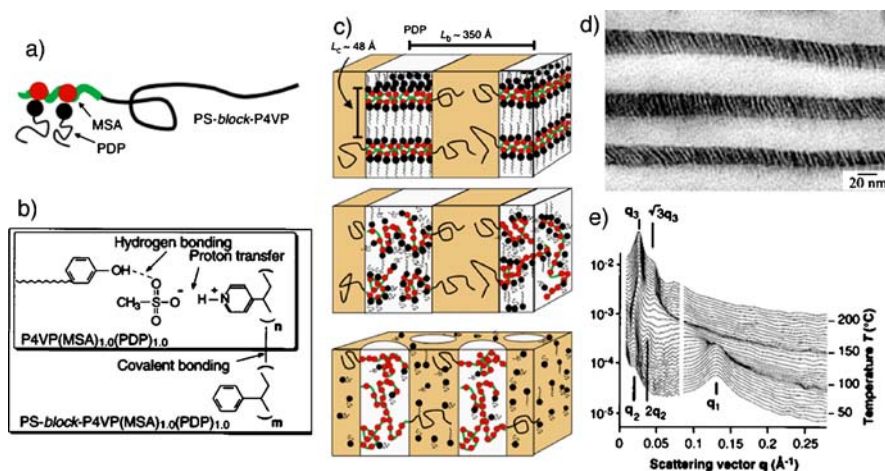 a)
MSA
PDP
PS-block-P4VP
b)
Hydrogen bonding
Proton transfer
OH
O
CH₃ S O⁻
O
H N⁺
n
P4VP(MSA)1.0(PDP)1.0
Covalent bonding
m
PS-block-P4VP(MSA)1.0(PDP)1.0
c)
PDP
Lb ~ 350 Å
Lc ~ 48 Å
d)
20 nm
e)
q3
√3q3
10⁻²
10⁻³
10⁻⁴
10⁻⁵
q2
2q2
q1
200
150
100
50
Temperature T (°C)
0 0.05 0.10 0.15 0.20 0.25
Scattering vector q (Å⁻¹)